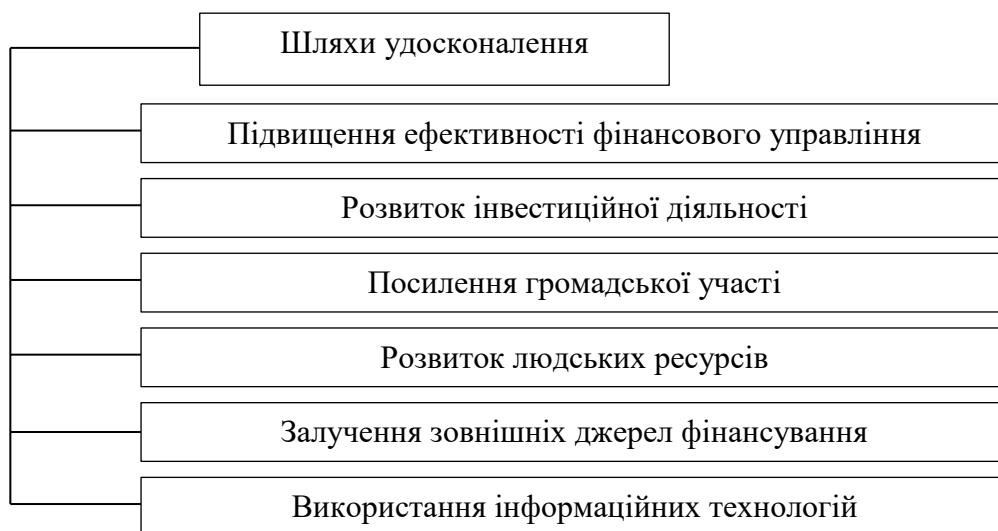 Шляхи удосконалення
Підвищення ефективності фінансового управління
Розвиток інвестиційної діяльності
Посилення громадської участі
Розвиток людських ресурсів
Залучення зовнішніх джерел фінансування
Використання інформаційних технологій